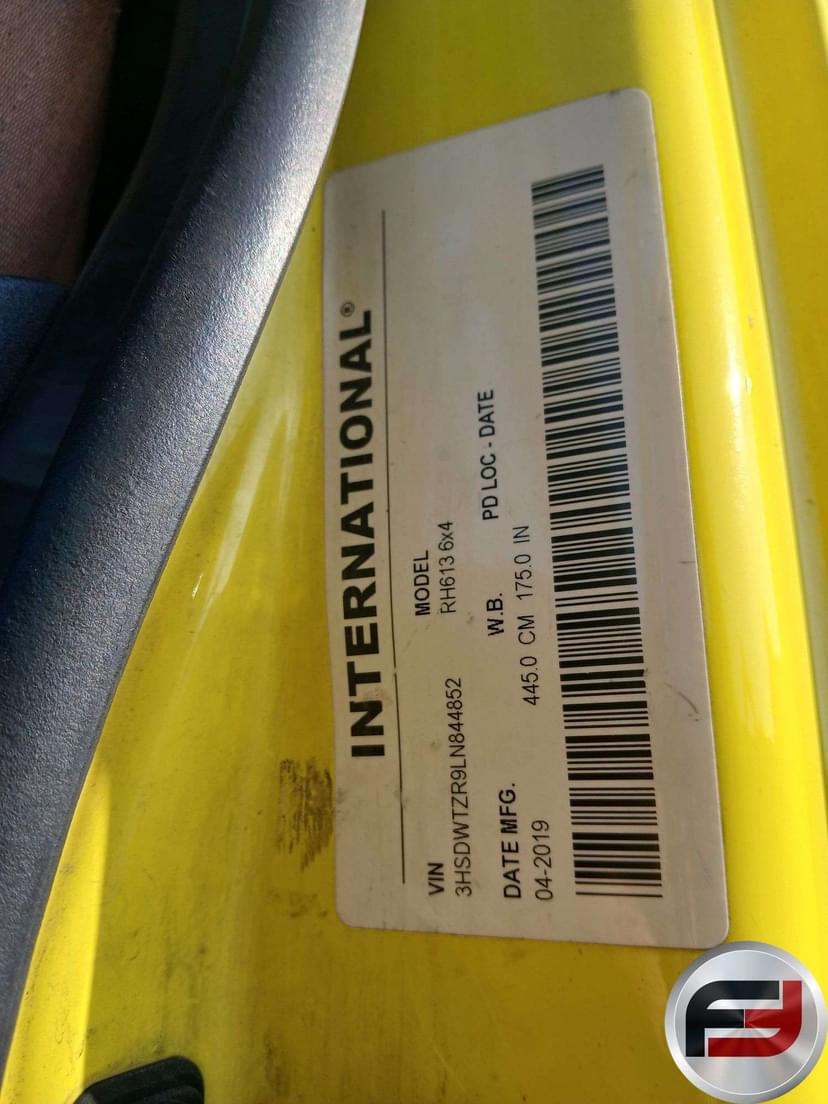 INTERNATIONAL®
VIN
3HSDWTZR9LN844852
MODEL
RH613 6x4
DATE MFG.
04-2019
W.B.
445.0 CM 175.0 IN
PD LOC - DATE